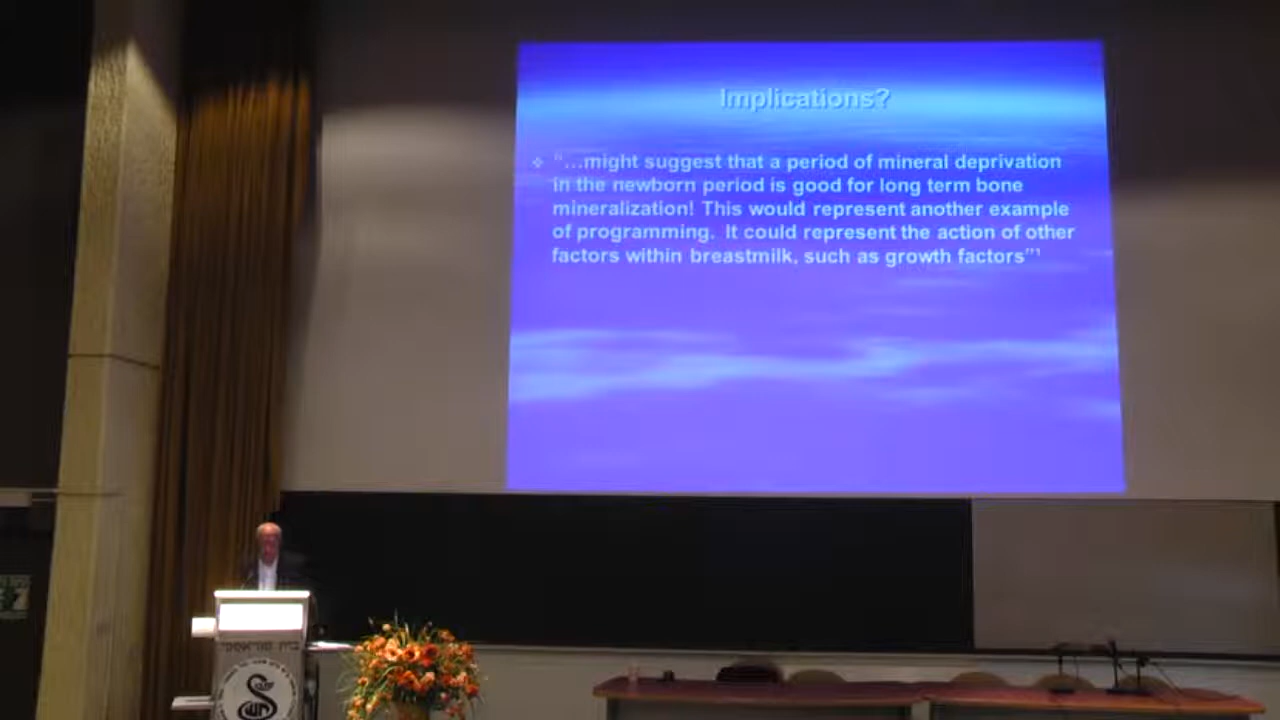 Implications?
❖ “…might suggest that a period of mineral deprivation
in the newborn period is good for long term bone
mineralization! This would represent another example
of programming. It could represent the action of other
factors within breastmilk, such as growth factors”¹